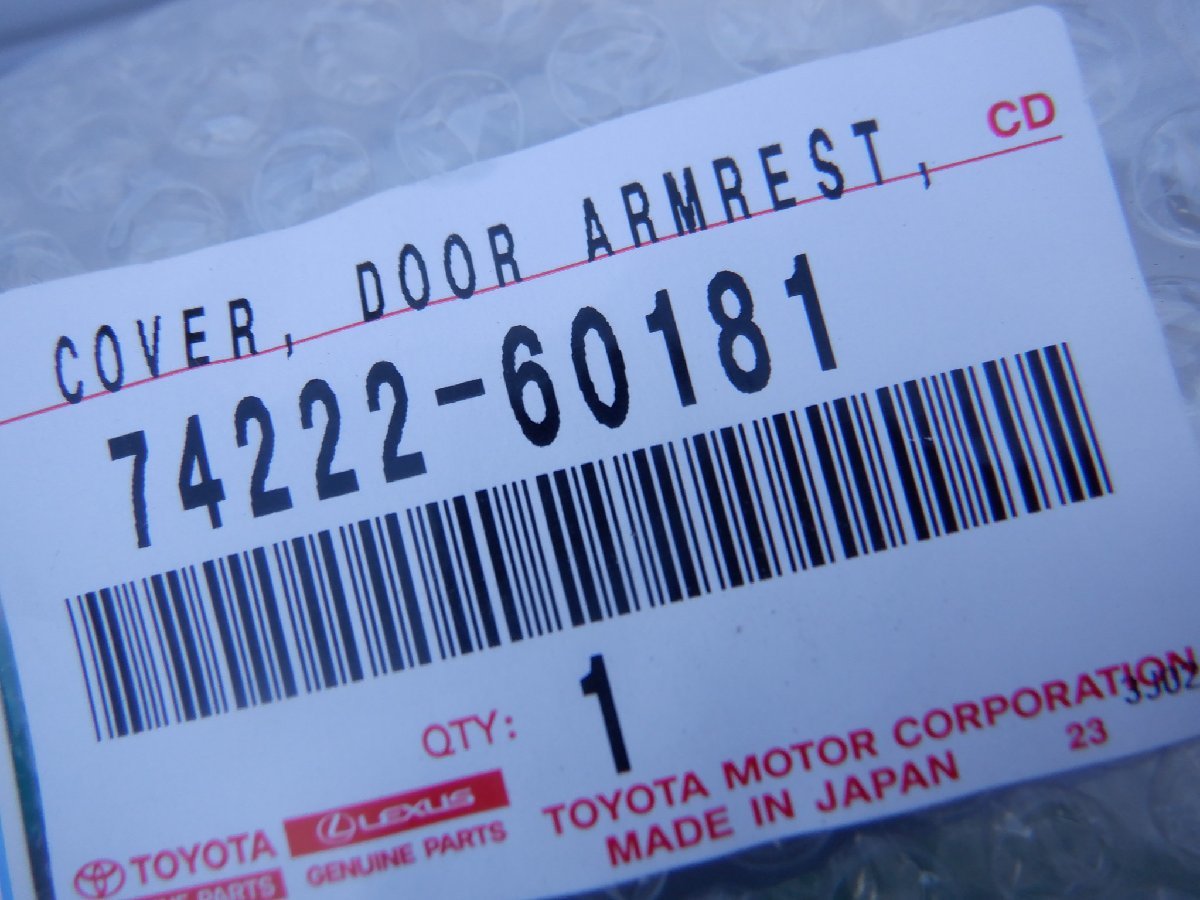 CD
COVER, DOOR ARMREST,
74222-60181
QTY: 1
TOYOTA MOTOR CORPORATION
MADE IN JAPAN 23
TOYOTA
LEXUS
GENUINE PARTS
PARTS